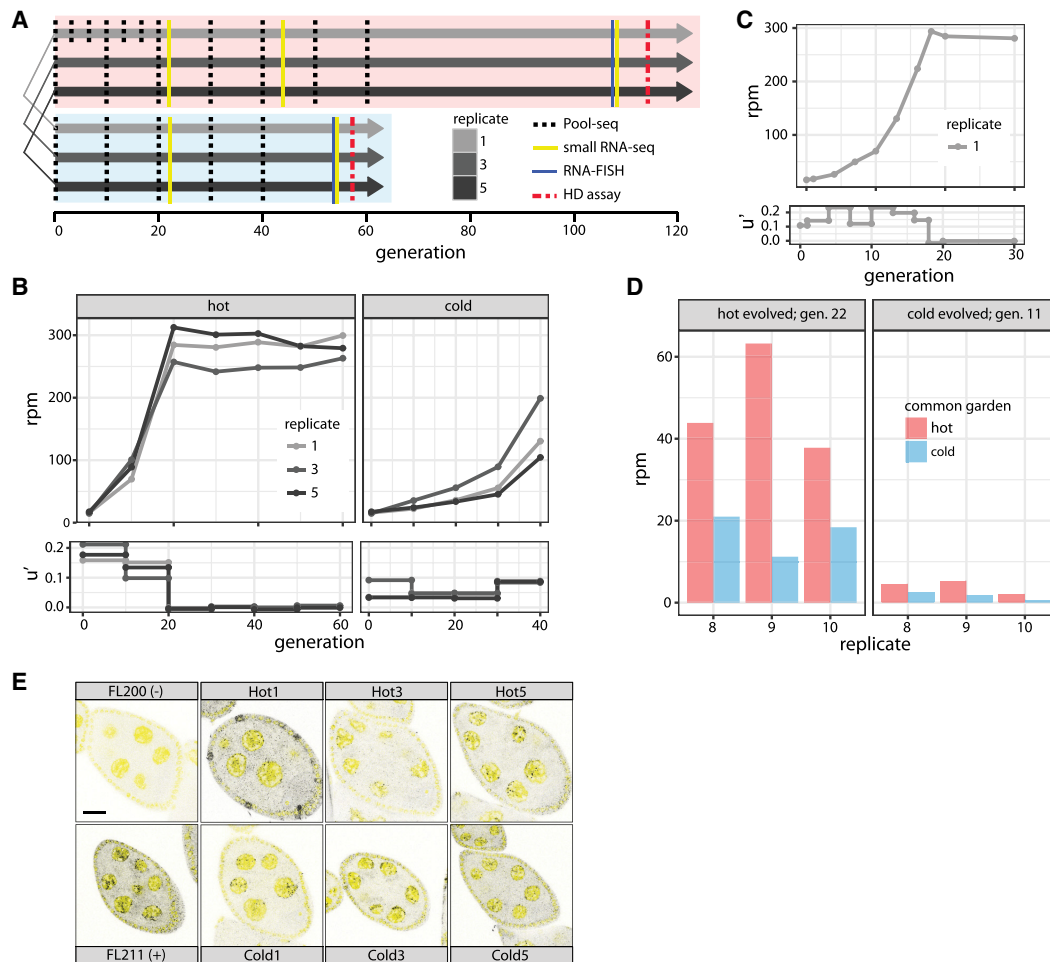 A
replicate
1
3
5
Pool-seq
small RNA-seq
RNA-FISH
HD assay
0
20
40
60
80
100
120
generation
B
hot
cold
300
200
100
0
rpm
replicate
1
3
5
0.2
0.1
0.0
u'
0
20
40
60
0
20
40
generation
C
300
100
rpm
replicate
1
0.2
0.1
0.0
u'
0
10
20
30
generation
D
hot evolved; gen. 22
cold evolved; gen. 11
60
40
20
0
rpm
common garden
hot
cold
8
9
10
8
9
10
replicate
E
FL200 (-)
Hot1
Hot3
Hot5
FL211 (+)
Cold1
Cold3
Cold5